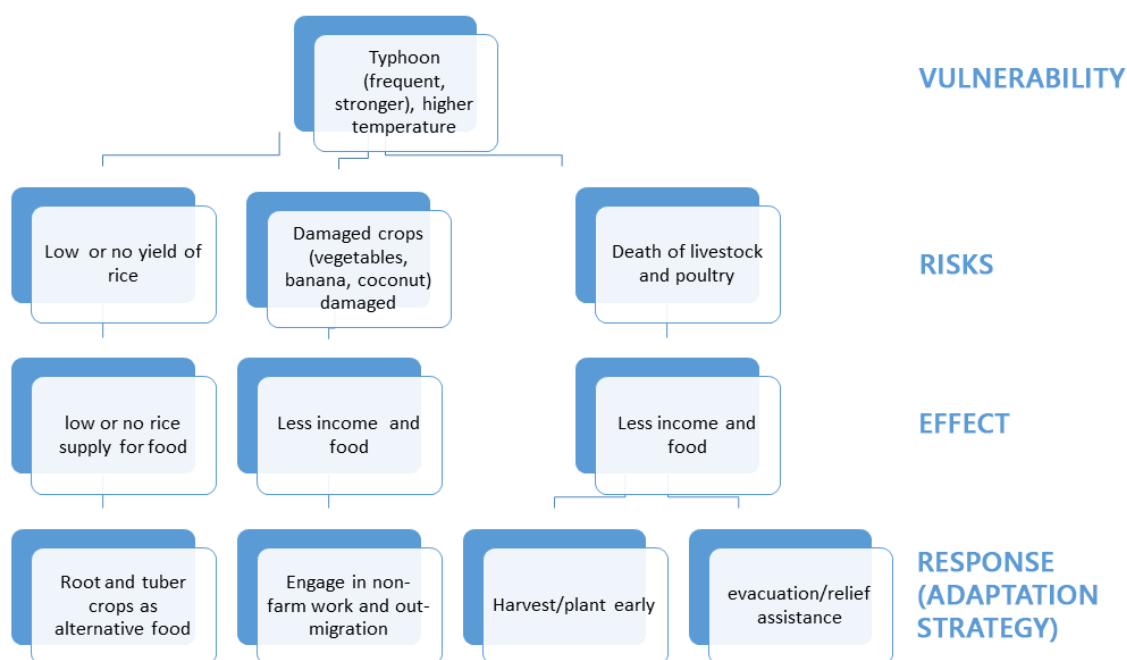 Typhoon
(frequent,
stronger), higher
temperature
VULNERABILITY
Low or no yield of
rice
Damaged crops
(vegetables,
banana, coconut)
damaged
Death of livestock
and poultry
RISKS
low or no rice
supply for food
Less income and
food
Less income and
food
EFFECT
Root and tuber
crops as
alternative food
Engage in non-
farm work and out-
migration
Harvest/plant early
evacuation/relief
assistance
RESPONSE
(ADAPTATION
STRATEGY)